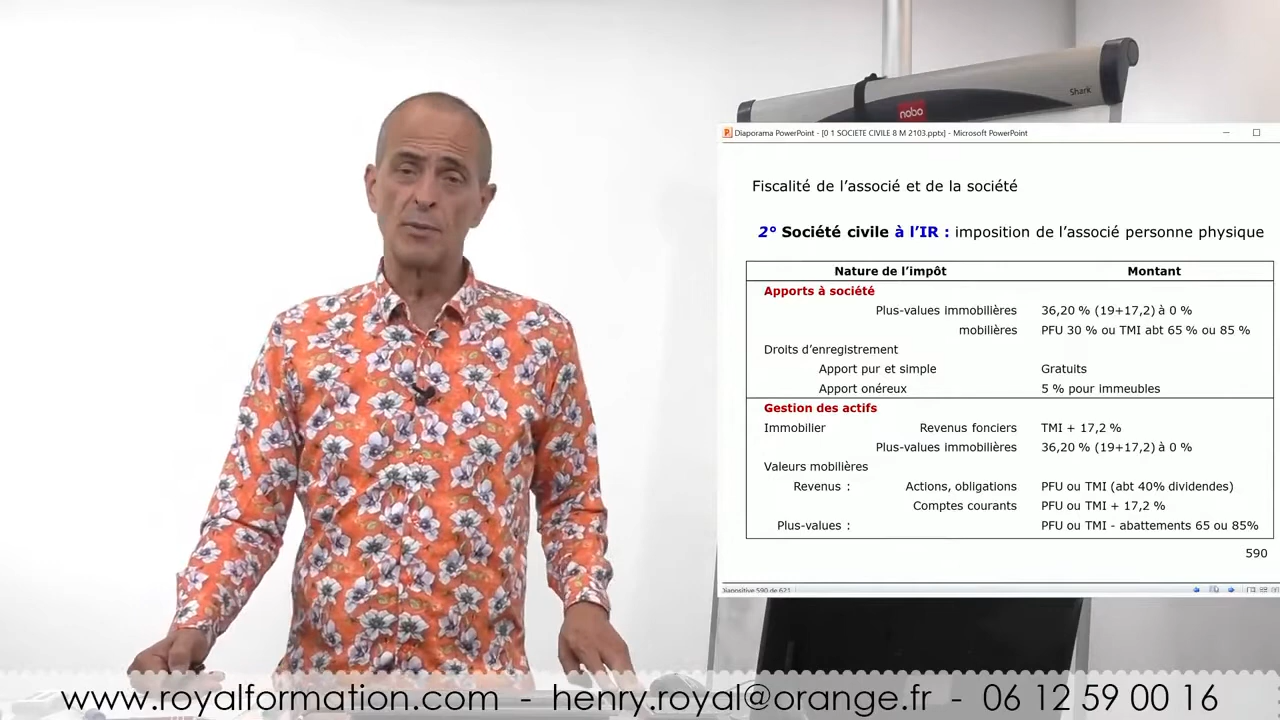 Shark
nobo
Diaporama PowerPoint - [0 1 SOCIETE CIVILE 8 M 2103.pptx] - Microsoft PowerPoint
Fiscalité de l’associé et de la société
2° Société civile à l’IR : imposition de l’associé personne physique
Nature de l’impôt Montant
Apports à société
Plus-values immobilières 36,20 % (19+17,2) à 0 %
mobilières PFU 30 % ou TMI abt 65 % ou 85 %
Droits d’enregistrement
Apport pur et simple Gratuits
Apport onéreux 5 % pour immeubles
Gestion des actifs
Immobilier Revenus fonciers TMI + 17,2 %
Plus-values immobilières 36,20 % (19+17,2) à 0 %
Valeurs mobilières
Revenus : Actions, obligations PFU ou TMI (abt 40% dividendes)
Comptes courants PFU ou TMI + 17,2 %
Plus-values : PFU ou TMI - abattements 65 ou 85%
590
Diapositive 590 de 621
www.royalformation.com - henry.royal@orange.fr - 06 12 59 00 16